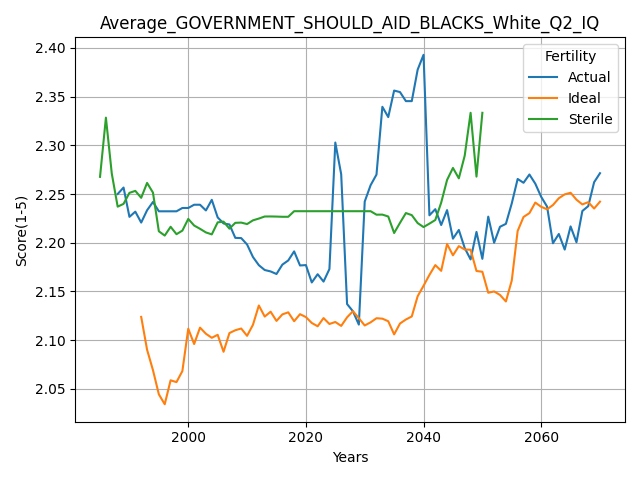 Average_GOVERNMENT_SHOULD_AID_BLACKS_White_Q2_IQ
Fertility
Actual
Ideal
Sterile
Score(1-5)
2.40
2.35
2.30
2.25
2.20
2.15
2.10
2.05
2000
2020
2040
2060
Years